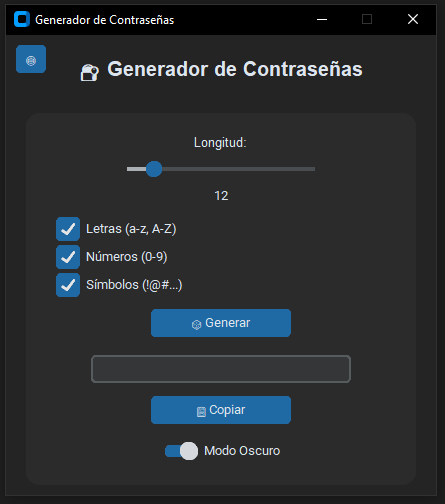 Generador de Contraseñas
Generador de Contraseñas
Longitud:
12
Letras (a-z, A-Z)
Números (0-9)
Símbolos (!@#...)
Generar
Copiar
Modo Oscuro